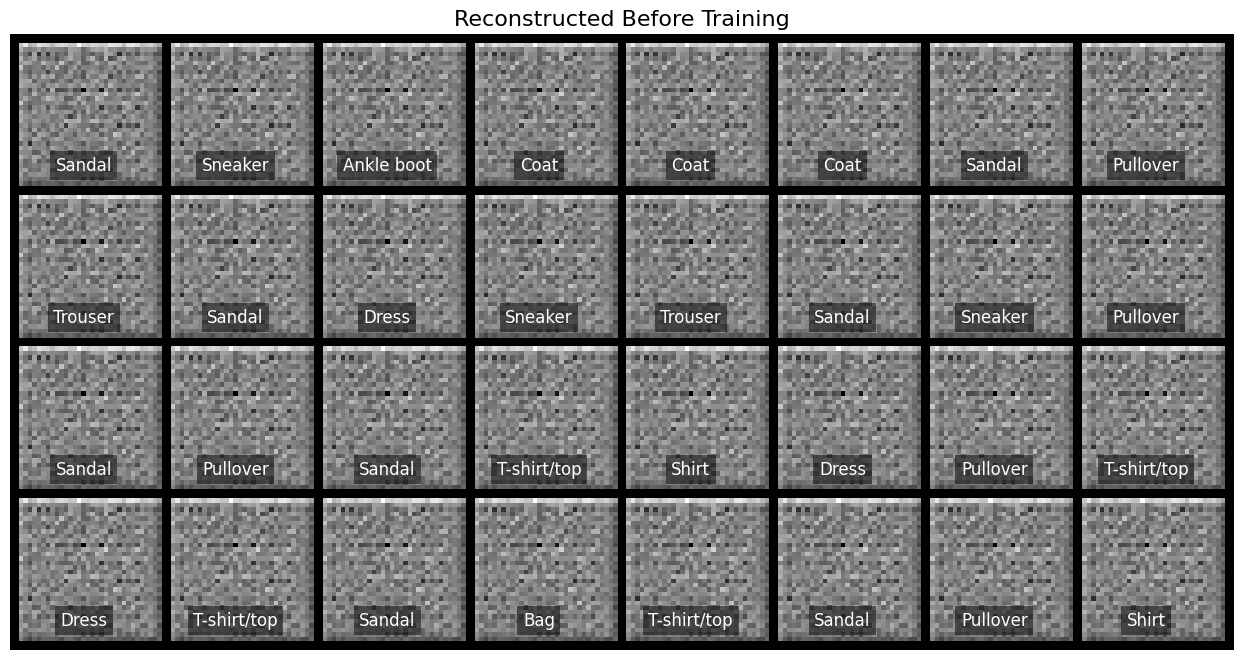 Reconstructed Before Training
Sandal Sneaker Ankle boot Coat Coat Coat Sandal Pullover
Trouser Sandal Dress Sneaker Trouser Sandal Sneaker Pullover
Sandal Pullover Sandal T-shirt/top Shirt Dress Pullover T-shirt/top
Dress T-shirt/top Sandal Bag T-shirt/top Sandal Pullover Shirt